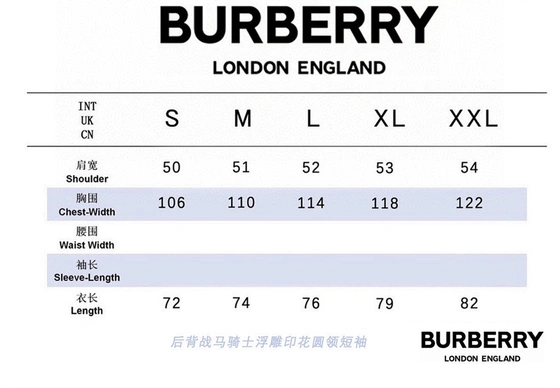 BURBERRY
LONDON ENGLAND
INT
UK
CN
S M L XL XXL
肩宽
Shoulder
50 51 52 53 54
胸围
Chest-Width
106 110 114 118 122
腰围
Waist Width
袖长
Sleeve-Length
衣长
Length
72 74 76 79 82
后背战马骑士浮雕印花圆领短袖
BURBERRY
LONDON ENGLAND